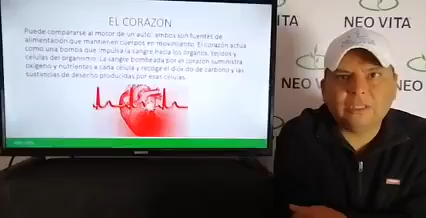 EL CORAZON
Puede compararse al motor de un auto: ambos son fuentes de
alimentación que mantienen cuerpos en movimiento. El corazón actúa
como una bomba que impulsa la sangre hacia los órganos, tejidos y
células del organismo. La sangre bombeada por el corazón suministra
oxígeno y nutrientes a cada célula y recoge el dióxido de carbono y las
sustancias de desecho producidas por esas células.
NEO VITA
NEO VITA
NEO V